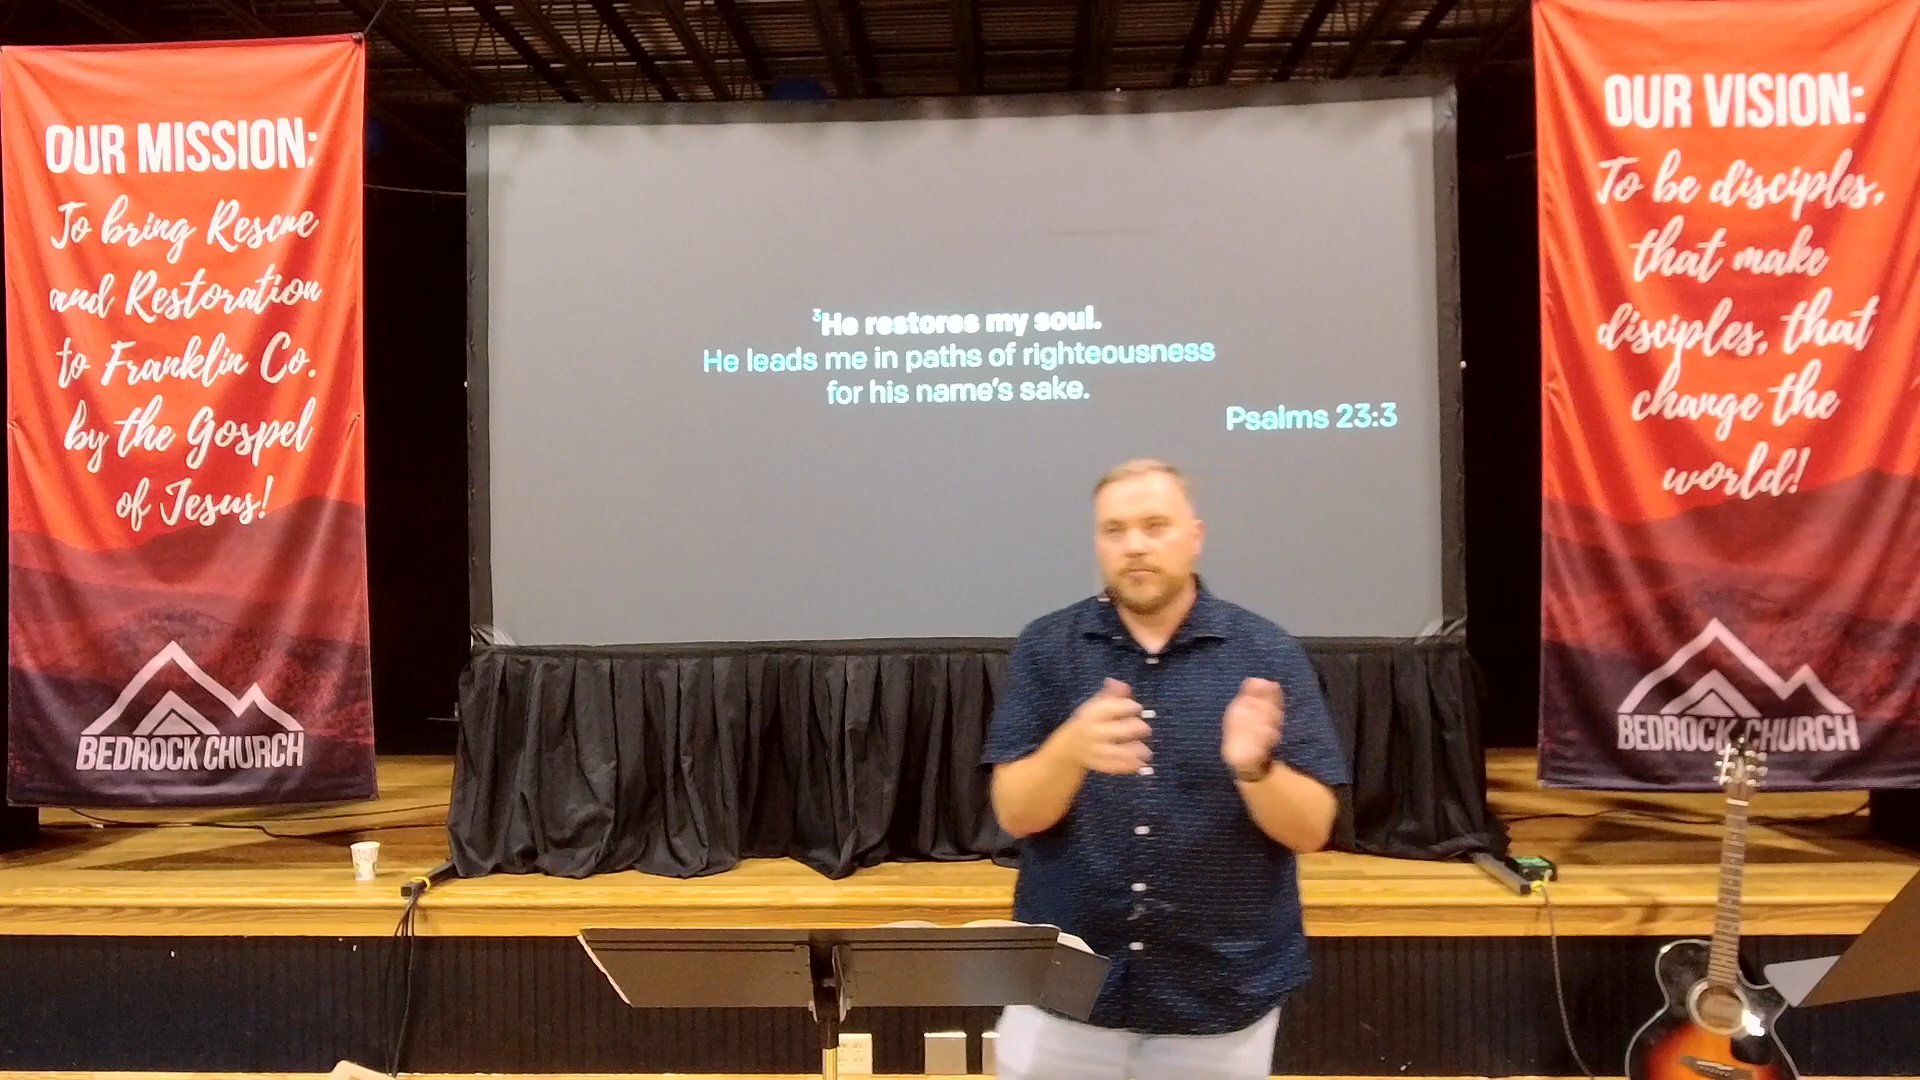 OUR MISSION:
To bring Rescue
and Restoration
to Franklin Co.
by the Gospel
of Jesus!
BEDROCK CHURCH
³He restores my soul.
He leads me in paths of righteousness
for his name's sake.
Psalms 23:3
OUR VISION:
To be disciples,
that make
disciples, that
change the
world!
BEDROCK CHURCH